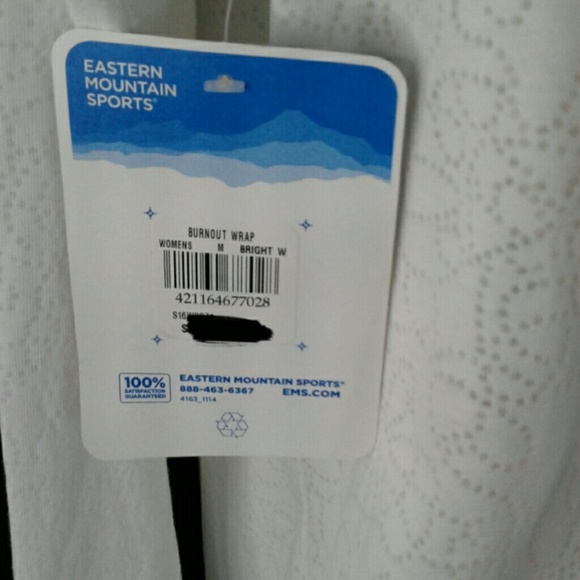 EASTERN
MOUNTAIN
SPORTS®
BURNOUT WRAP
WOMENS M BRIGHT W
421164677028
100%
SATISFACTION
GUARANTEED
EASTERN MOUNTAIN SPORTS®
888-463-6367 EMS.COM
4163_1114